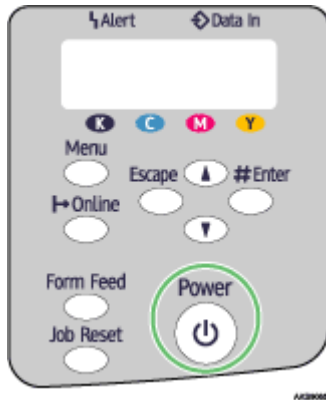 Alert Data In
K C M Y
Menu
Escape #Enter
Online
Form Feed Power
Job Reset